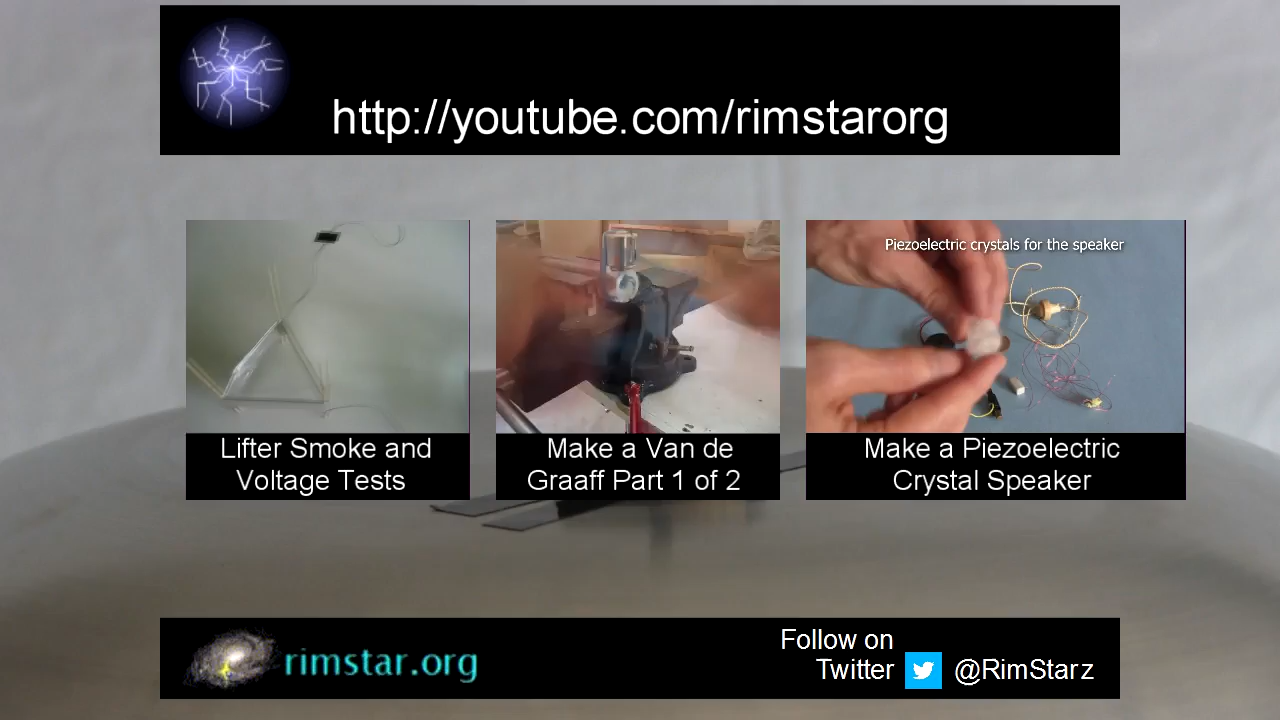 http://youtube.com/rimstarorg
Piezoelectric crystals for the speaker
Lifter Smoke and
Voltage Tests
Make a Van de
Graaff Part 1 of 2
Make a Piezoelectric
Crystal Speaker
rimstar.org
Follow on
Twitter @RimStarz